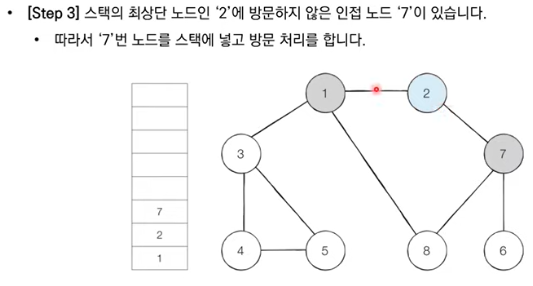 • [Step 3] 스택의 최상단 노드인 ‘2’에 방문하지 않은 인접 노드 ‘7’이 있습니다.
• 따라서 ‘7’번 노드를 스택에 넣고 방문 처리를 합니다.
1 2
3 7
7
2
1
4 5 8 6